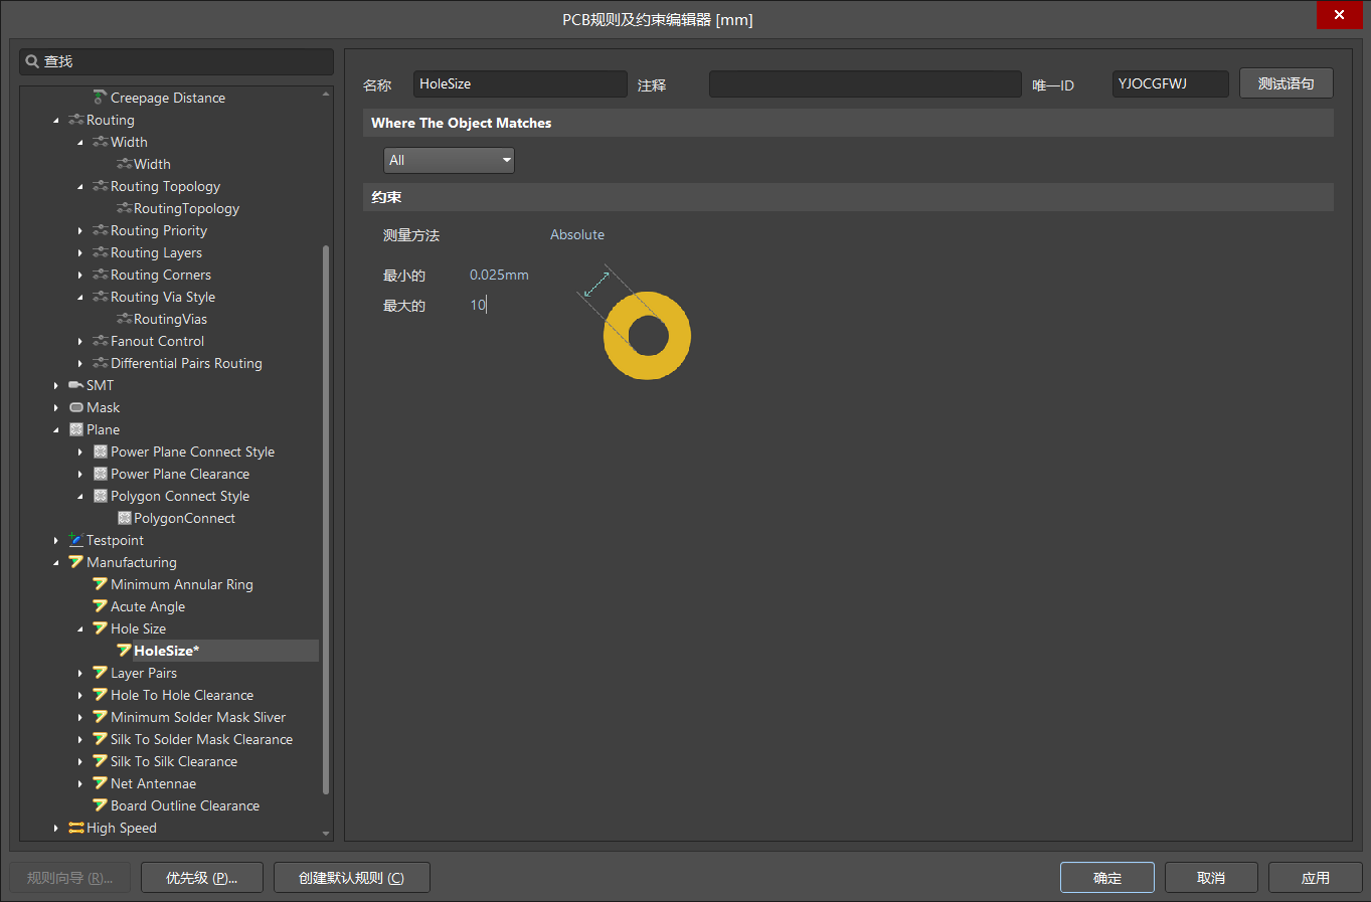 PCB规则及约束编辑器 [mm]
查找
Creepage Distance
Routing
Width
Width
Routing Topology
RoutingTopology
Routing Priority
Routing Layers
Routing Corners
Routing Via Style
RoutingVias
Fanout Control
Differential Pairs Routing
SMT
Mask
Plane
Power Plane Connect Style
Power Plane Clearance
Polygon Connect Style
PolygonConnect
Testpoint
Manufacturing
Minimum Annular Ring
Acute Angle
Hole Size
HoleSize*
Layer Pairs
Hole To Hole Clearance
Minimum Solder Mask Sliver
Silk To Solder Mask Clearance
Silk To Silk Clearance
Net Antennae
Board Outline Clearance
High Speed
名称 HoleSize 注释 唯一ID YJOCGFWJ 测试语句
Where The Object Matches
All
约束
测量方法 Absolute
最小的 0.025mm
最大的 10
规则向导 (R)... 优先级 (P)... 创建默认规则 (C) 确定 取消 应用